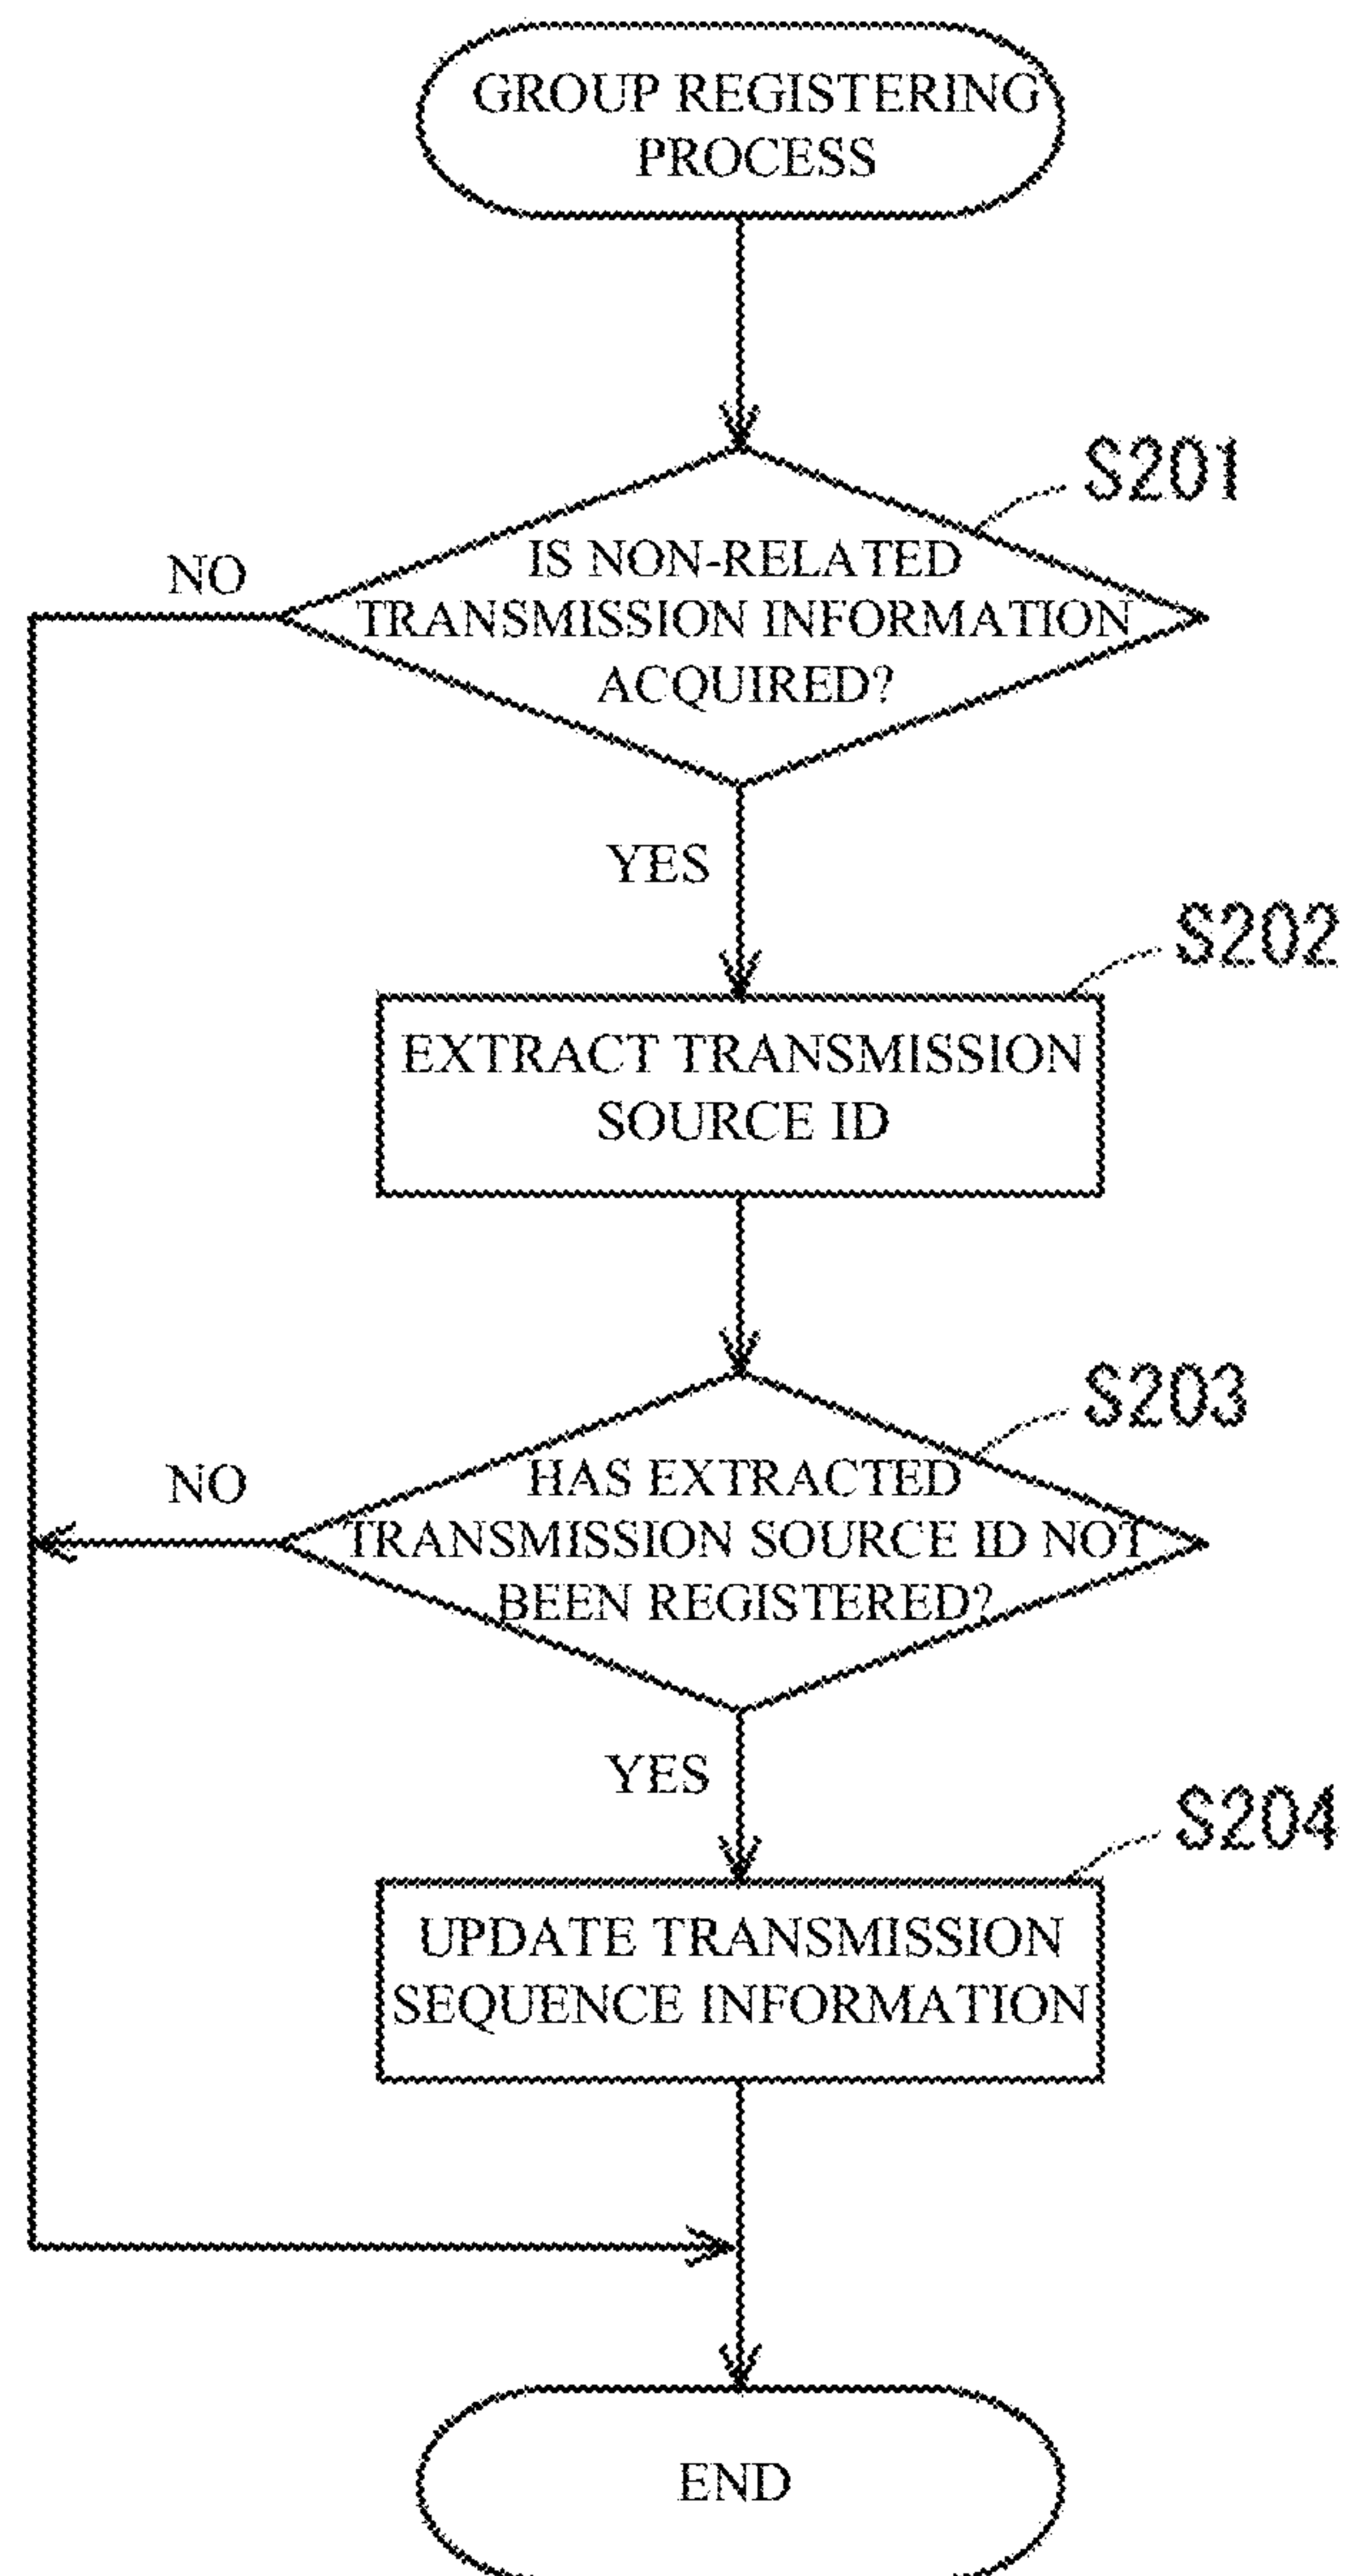 GROUP REGISTERING
PROCESS
S201
IS NON-RELATED
TRANSMISSION INFORMATION
ACQUIRED?
NO
YES
S202
EXTRACT TRANSMISSION
SOURCE ID
S203
HAS EXTRACTED
TRANSMISSION SOURCE ID NOT
BEEN REGISTERED?
NO
YES
S204
UPDATE TRANSMISSION
SEQUENCE INFORMATION
END